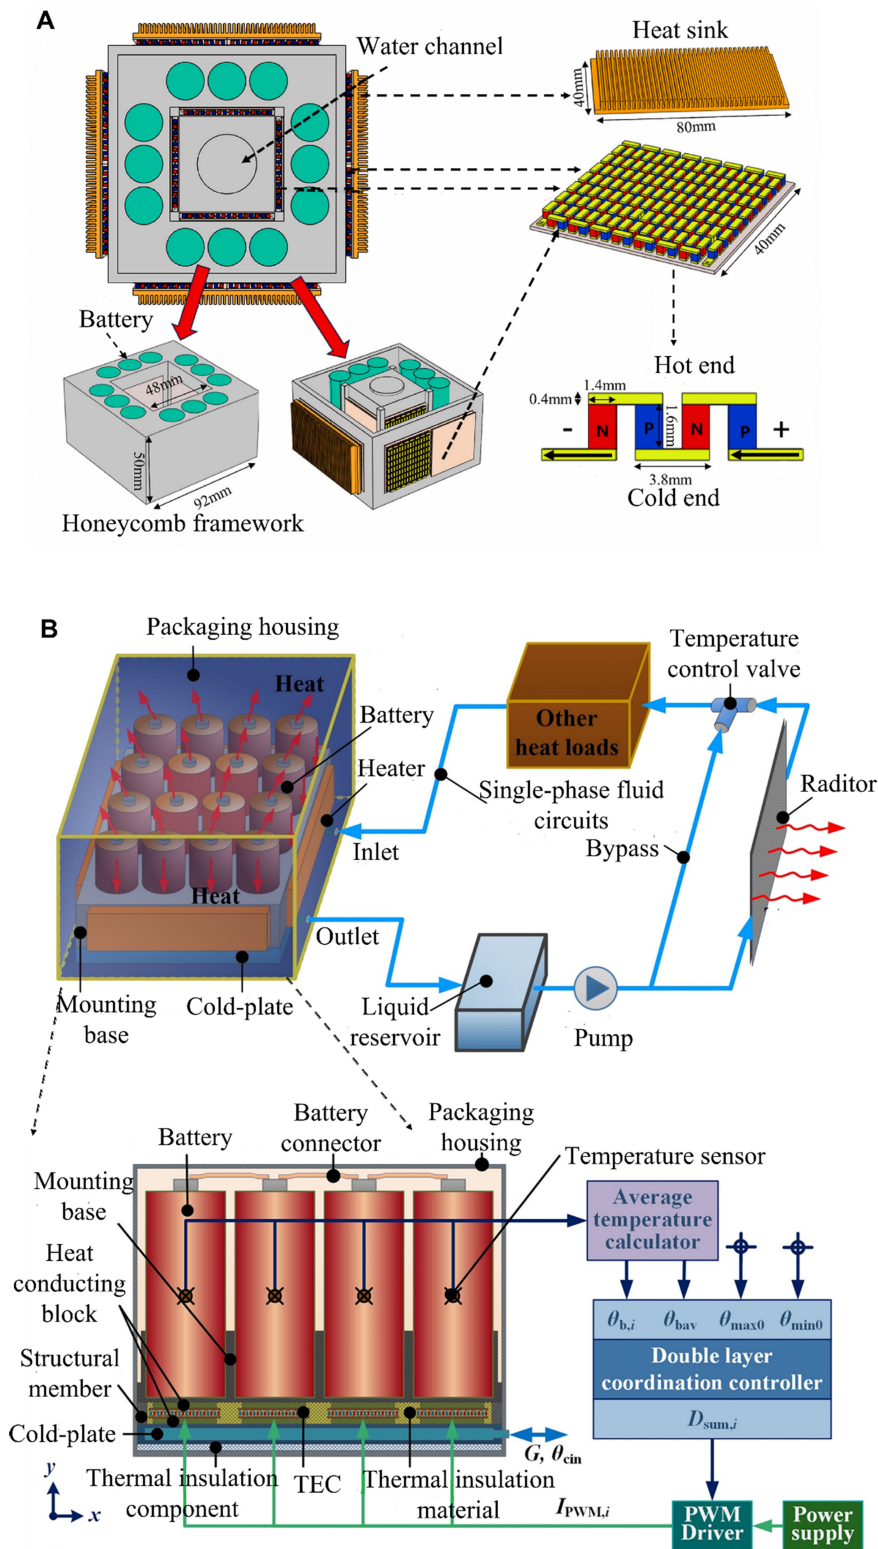 A
Water channel
Heat sink
40mm
80mm
40mm
Battery
48mm
50mm
92mm
Honeycomb framework
Hot end
1.4mm
0.4mm
1.6mm
-
N
P
N
P
+
3.8mm
Cold end
B
Packaging housing
Heat
Battery
Heater
Inlet
Heat
Outlet
Mounting
base
Cold-plate
Other
heat loads
Temperature
control valve
Single-phase fluid
circuits
Raditor
Bypass
Liquid
reservoir
Pump
Battery
Battery
connector
Packaging
housing
Temperature sensor
Mounting
base
Heat
conducting
block
Structural
member
Cold-plate
Thermal insulation
component
TEC
Thermal insulation
material
G, θcin
y
x
Average
temperature
calculator
θb,i θbav θmax0 θmin0
Double layer
coordination controller
Dsum,i
IPWM,i
PWM
Driver
Power
supply